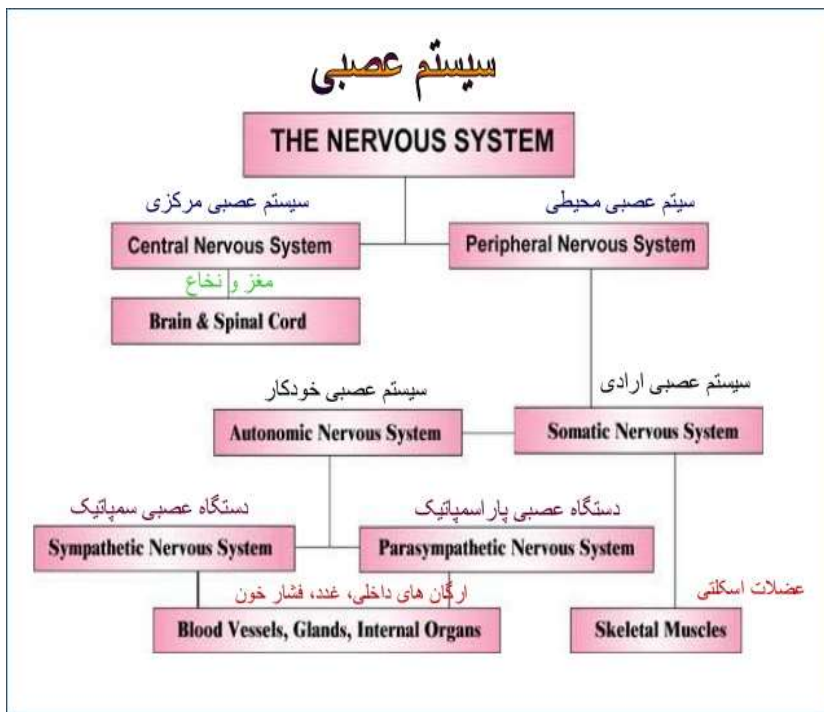 سیستم عصبی
THE NERVOUS SYSTEM
سیستم عصبی مرکزی
سیتم عصبی محیطی
Central Nervous System
Peripheral Nervous System
مغز و نخاع
Brain & Spinal Cord
سیستم عصبی خودکار
سیستم عصبی ارادی
Autonomic Nervous System
Somatic Nervous System
دستگاه عصبی سمپاتیک
دستگاه عصبی پاراسمپاتیک
Sympathetic Nervous System
Parasympathetic Nervous System
ارگان های داخلی، غدد، فشار خون
عضلات اسکلتی
Blood Vessels, Glands, Internal Organs
Skeletal Muscles